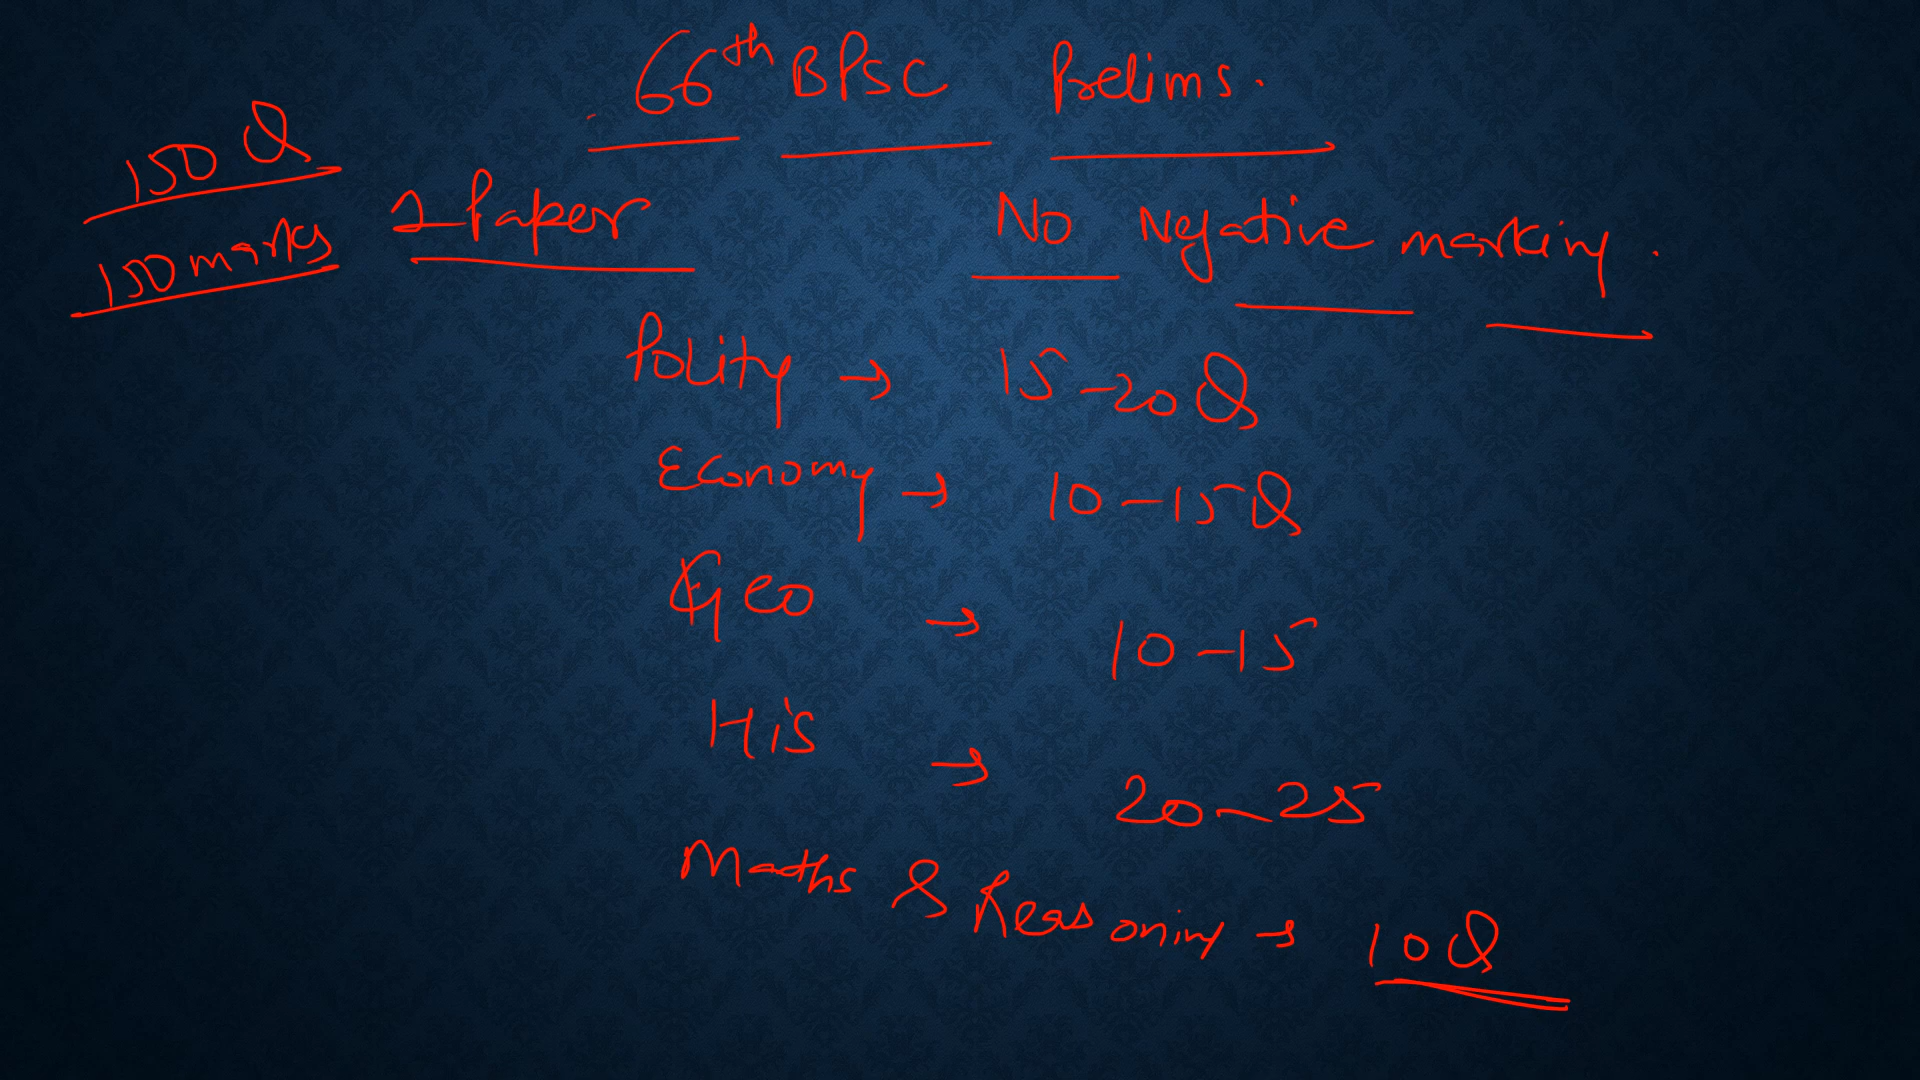 66th BPSC Prelims.
150 Q
150 marks
1 Paper
No Negative marking.
Polity → 15-20 Q
Economy → 10-15 Q
Geo → 10-15
His → 20-25
Maths & Reasoning → 10 Q